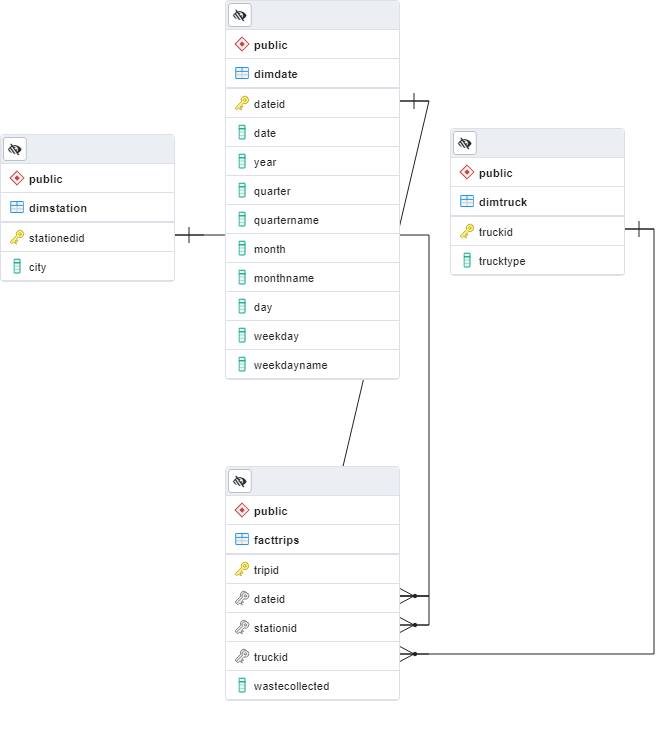 public
dimdate
dateid
date
year
quarter
quartername
month
monthname
day
weekday
weekdayname
public
dimstation
stationedid
city
public
dimtruck
truckid
trucktype
public
facttrips
tripid
dateid
stationid
truckid
wastecollected